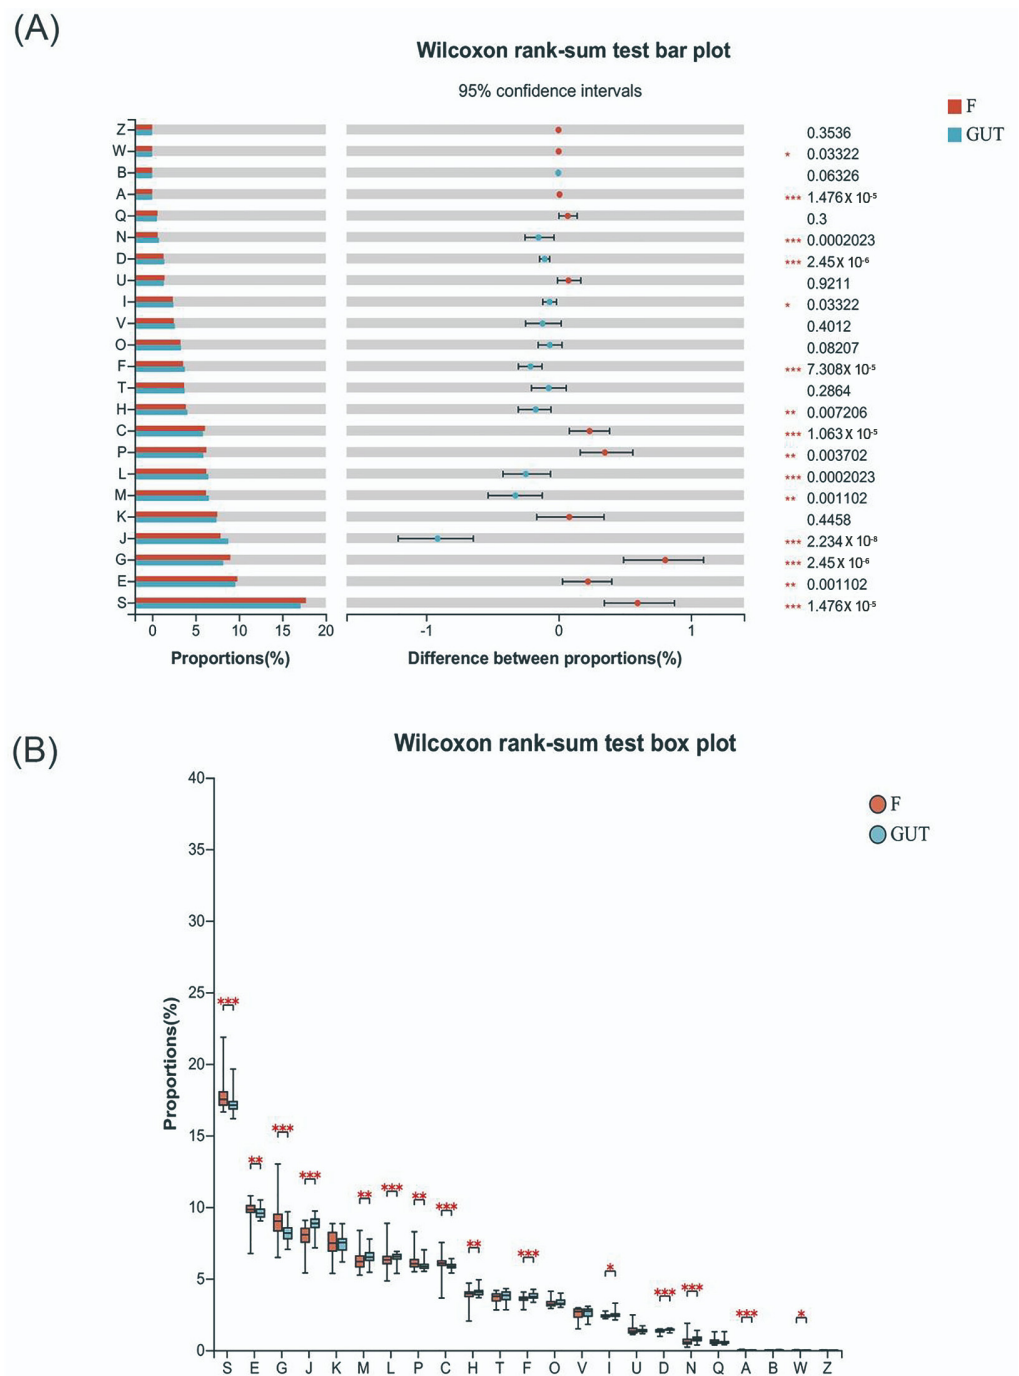 (A)
Wilcoxon rank-sum test bar plot
95% confidence intervals
F
GUT
Z 0.3536
W * 0.03322
B 0.06326
A *** 1.476X 10-5
Q 0.3
N *** 0.0002023
D *** 2.45X 10-6
U 0.9211
I * 0.03322
V 0.4012
O 0.08207
F *** 7.308X 10-5
T 0.2864
H ** 0.007206
C *** 1.063X 10-5
P ** 0.003702
L *** 0.0002023
M ** 0.001102
K 0.4458
J *** 2.234X 10-8
G *** 2.45X 10-6
E ** 0.001102
S *** 1.476X 10-5
0 5 10 15 20 -1 0 1
Proportions(%) Difference between proportions(%)
(B)
Wilcoxon rank-sum test box plot
F
GUT
Proportions(%)
40
35
30
25
20
15
10
5
0
*** ** *** *** ** *** ** *** ** *** * *** *** *** *
S E G J K M L P C H T F O V I U D N Q A B W Z